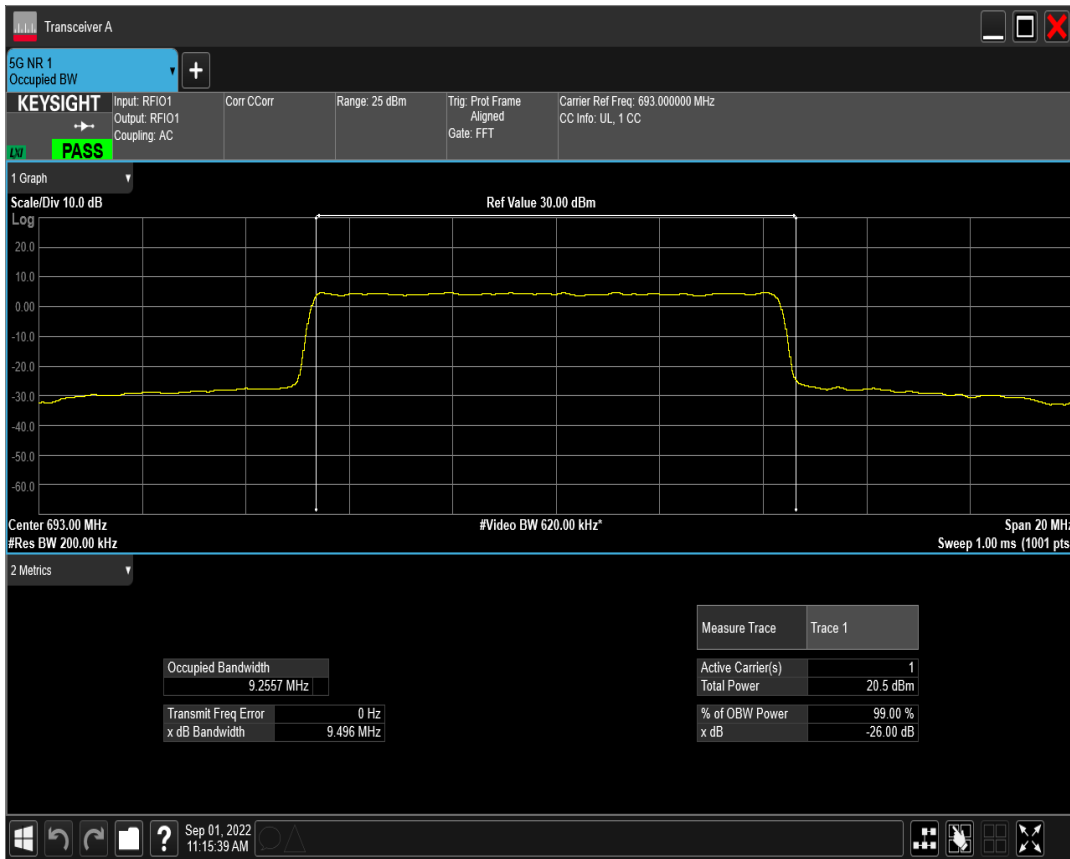 Transceiver A
5G NR 1
Occupied BW
+
KEYSIGHT
LXI
PASS
Input: RFIO1
Output: RFIO1
Coupling: AC
Corr CCorr
Range: 25 dBm
Trig: Prot Frame
Aligned
Gate: FFT
Carrier Ref Freq: 693.000000 MHz
CC Info: UL, 1 CC
1 Graph
Scale/Div 10.0 dB
Ref Value 30.00 dBm
Log
20.0
10.0
0.00
-10.0
-20.0
-30.0
-40.0
-50.0
-60.0
Center 693.00 MHz
#Video BW 620.00 kHz*
Span 20 MHz
#Res BW 200.00 kHz
Sweep 1.00 ms (1001 pts
2 Metrics
Measure Trace Trace 1
Occupied Bandwidth
9.2557 MHz
Active Carrier(s) 1
Total Power 20.5 dBm
Transmit Freq Error 0 Hz
x dB Bandwidth 9.496 MHz
% of OBW Power 99.00 %
x dB -26.00 dB
?
Sep 01, 2022
11:15:39 AM